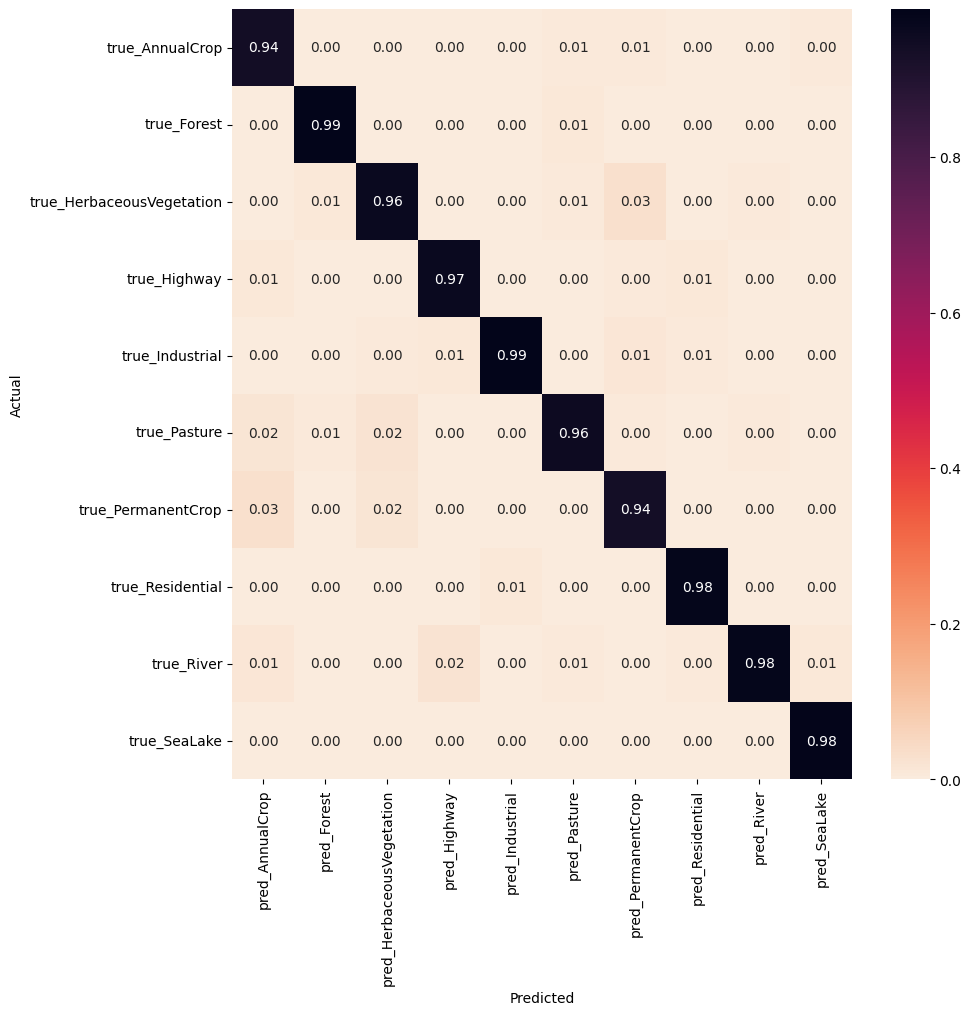 true_AnnualCrop 0.94 0.00 0.00 0.00 0.00 0.01 0.01 0.00 0.00 0.00
true_Forest 0.00 0.99 0.00 0.00 0.00 0.01 0.00 0.00 0.00 0.00
true_HerbaceousVegetation 0.00 0.01 0.96 0.00 0.00 0.01 0.03 0.00 0.00 0.00
true_Highway 0.01 0.00 0.00 0.97 0.00 0.00 0.00 0.01 0.00 0.00
true_Industrial 0.00 0.00 0.00 0.01 0.99 0.00 0.01 0.01 0.00 0.00
true_Pasture 0.02 0.01 0.02 0.00 0.00 0.96 0.00 0.00 0.00 0.00
true_PermanentCrop 0.03 0.00 0.02 0.00 0.00 0.00 0.94 0.00 0.00 0.00
true_Residential 0.00 0.00 0.00 0.00 0.01 0.00 0.00 0.98 0.00 0.00
true_River 0.01 0.00 0.00 0.02 0.00 0.01 0.00 0.00 0.98 0.01
true_SeaLake 0.00 0.00 0.00 0.00 0.00 0.00 0.00 0.00 0.00 0.98
Actual
pred_AnnualCrop
pred_Forest
pred_HerbaceousVegetation
pred_Highway
pred_Industrial
pred_Pasture
pred_PermanentCrop
pred_Residential
pred_River
pred_SeaLake
Predicted
0.8
0.6
0.4
0.2
0.0